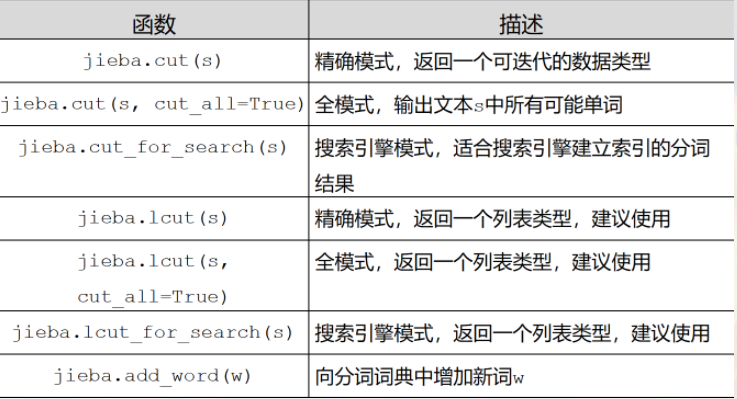 函数 描述
jieba.cut(s) 精确模式，返回一个可迭代的数据类型
jieba.cut(s, cut_all=True) 全模式，输出文本s中所有可能单词
jieba.cut_for_search(s) 搜索引擎模式，适合搜索引擎建立索引的分词
结果
jieba.lcut(s) 精确模式，返回一个列表类型，建议使用
jieba.lcut(s, 全模式，返回一个列表类型，建议使用
cut_all=True)
jieba.lcut_for_search(s) 搜索引擎模式，返回一个列表类型，建议使用
jieba.add_word(w) 向分词词典中增加新词w